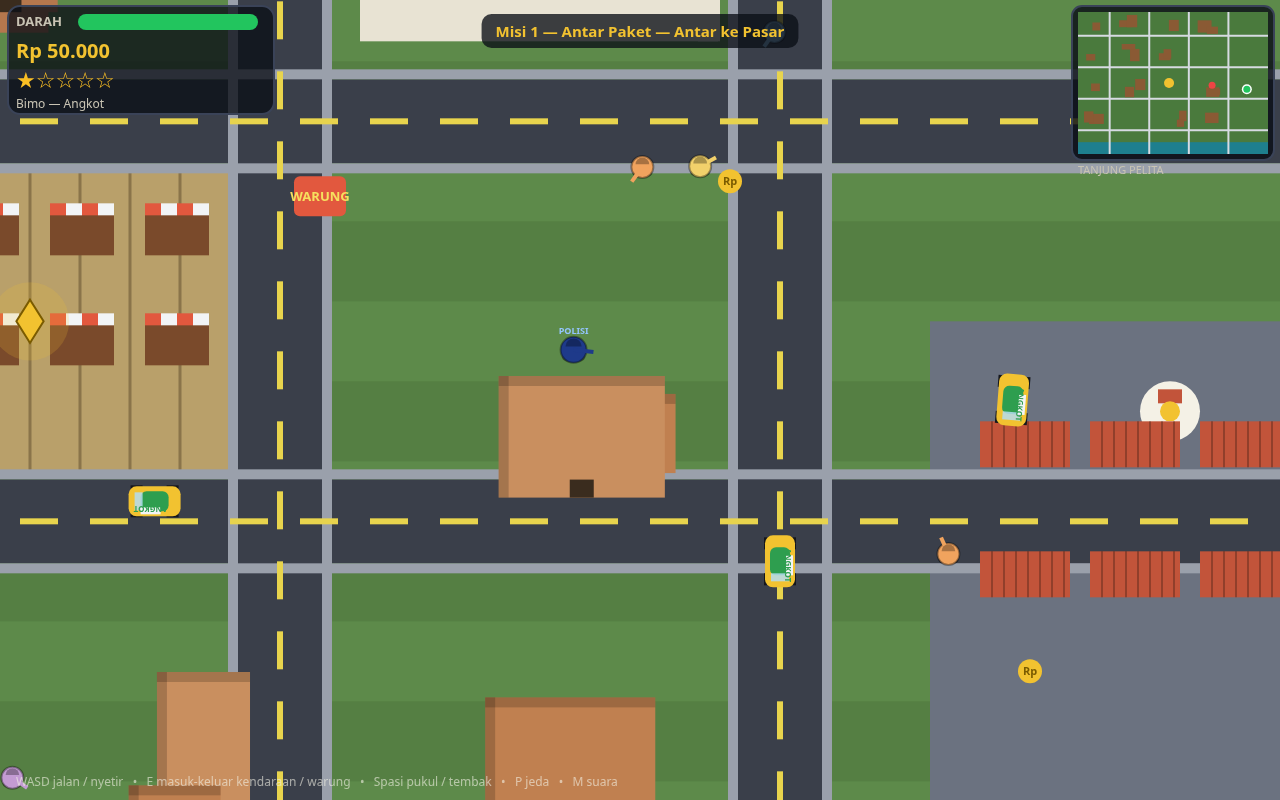 DARAH
Rp 50.000
★☆☆☆☆
Bimo — Angkot
Misi 1 — Antar Paket — Antar ke Pasar
TANJUNG PELITA
Rp
WARUNG
POLISI
Rp
WASD jalan / nyetir • E masuk-keluar kendaraan / warung • Spasi pukul / tembak • P jeda • M suara